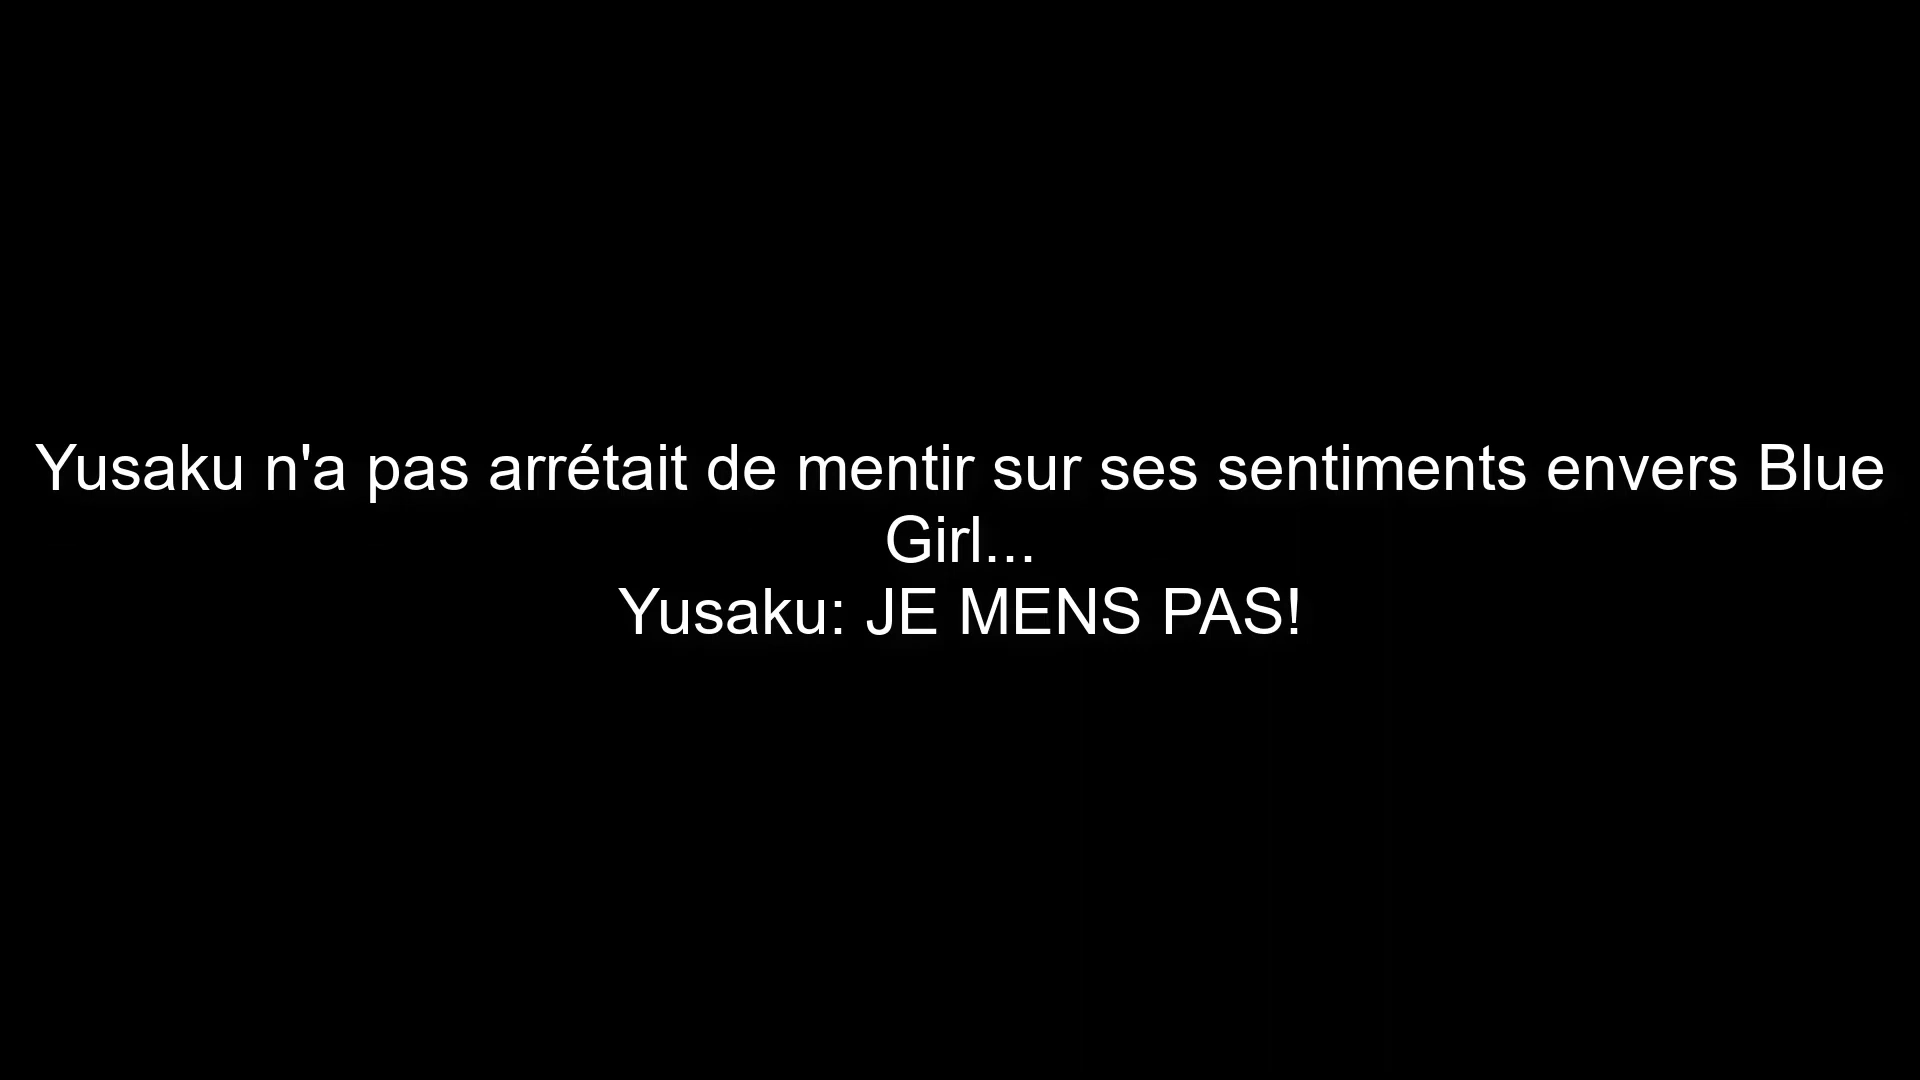 Yusaku n'a pas arrétait de mentir sur ses sentiments envers Blue
Girl...
Yusaku: JE MENS PAS!